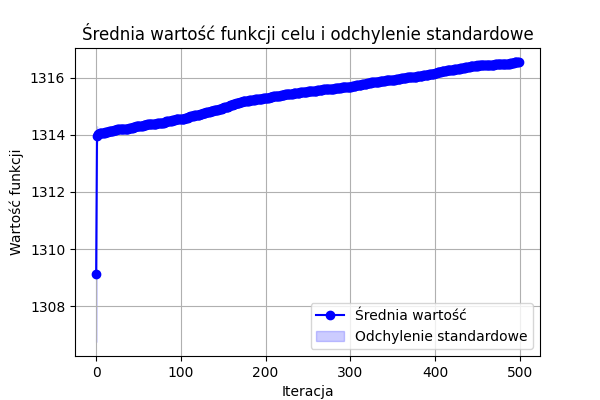 Średnia wartość funkcji celu i odchylenie standardowe
Wartość funkcji
1316
1314
1312
1310
1308
Średnia wartość
Odchylenie standardowe
0 100 200 300 400 500
Iteracja